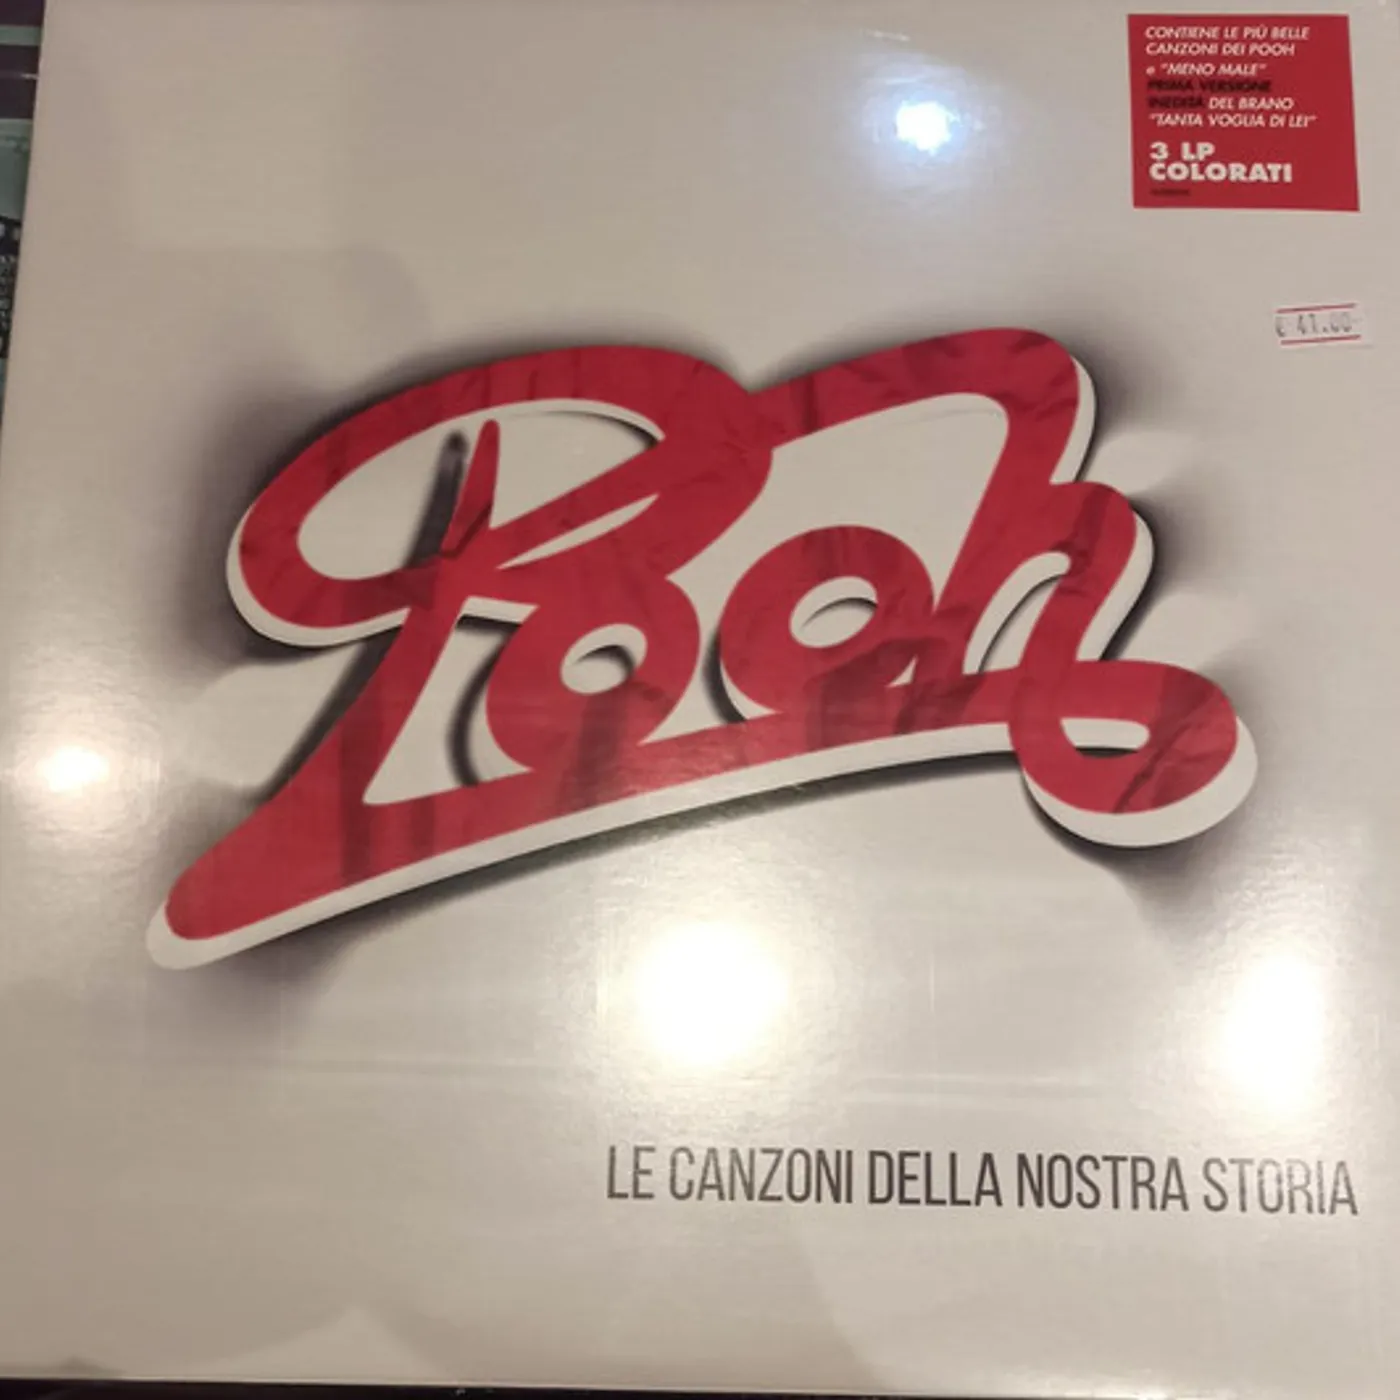 CONTIENE LE PIÙ BELLE
CANZONI DEI POOH
e "MENO MALE"
PRIMA VERSIONE
INEDITA DEL BRANO
"TANTA VOGLIA DI LEI"
3 LP
COLORATI
€ 41.00
Pooh
LE CANZONI DELLA NOSTRA STORIA